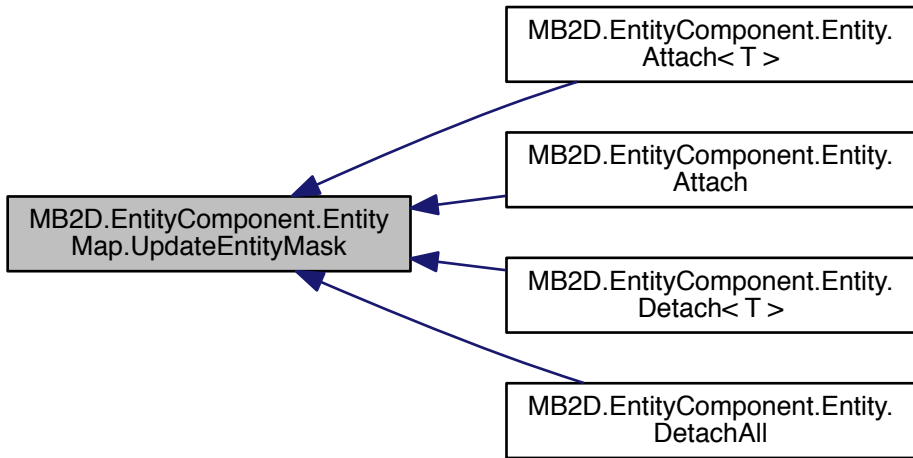 MB2D.EntityComponent.Entity.
Attach< T >
MB2D.EntityComponent.Entity.
Attach
MB2D.EntityComponent.Entity
Map.UpdateEntityMask
MB2D.EntityComponent.Entity.
Detach< T >
MB2D.EntityComponent.Entity.
DetachAll